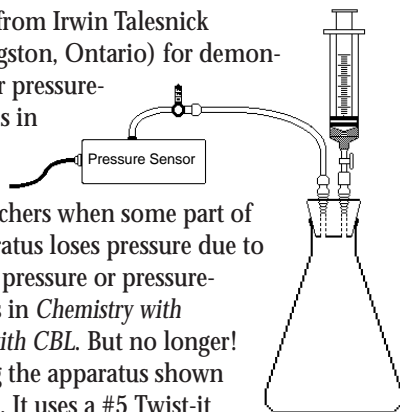 from Irwin Talesnick
gston, Ontario) for demon-
r pressure-
s in
Pressure Sensor
chers when some part of
ratus loses pressure due to
pressure or pressure-
s in Chemistry with
with CBL. But no longer!
g the apparatus shown
. It uses a #5 Twist-it